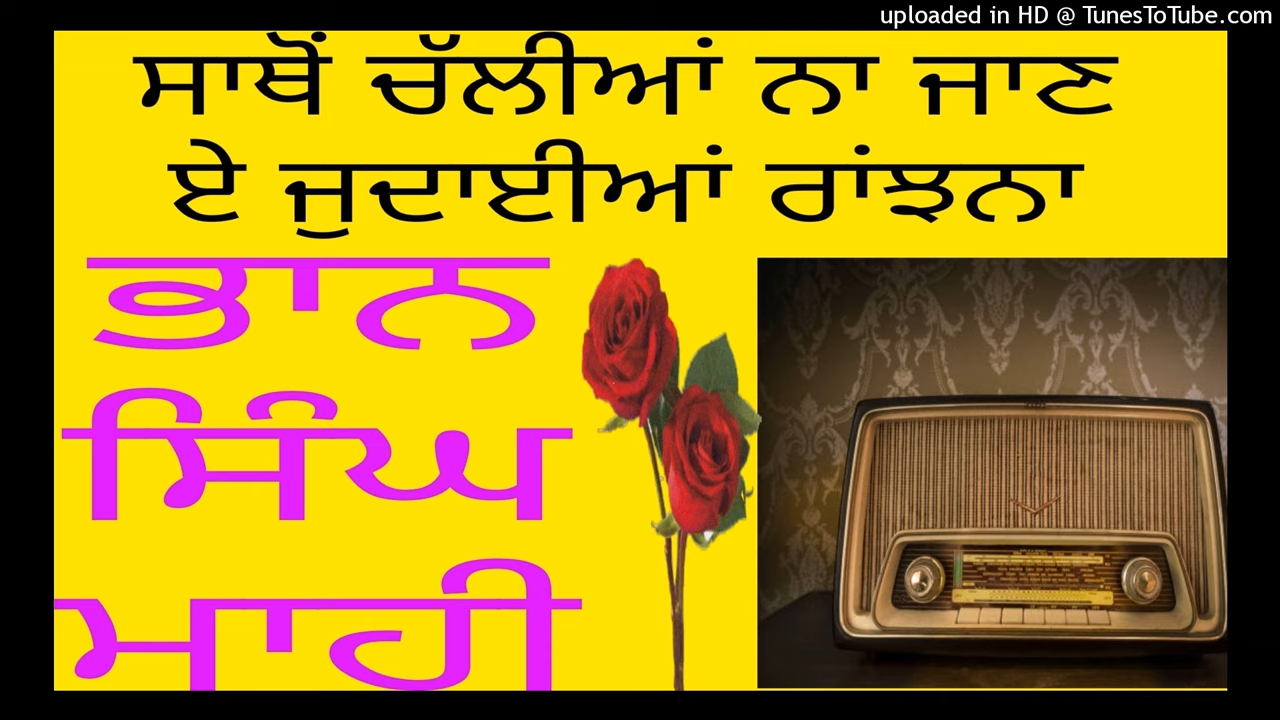 uploaded in HD @ TunesToTube.com
ਸਾਥੋਂ ਚੱਲੀਆਂ ਨਾ ਜਾਣ
ਏ ਜੁਦਾਈਆਂ ਰਾਂਝਨਾ
ਭਾਨ
ਸਿੰਘ
ਮਾਹੀ